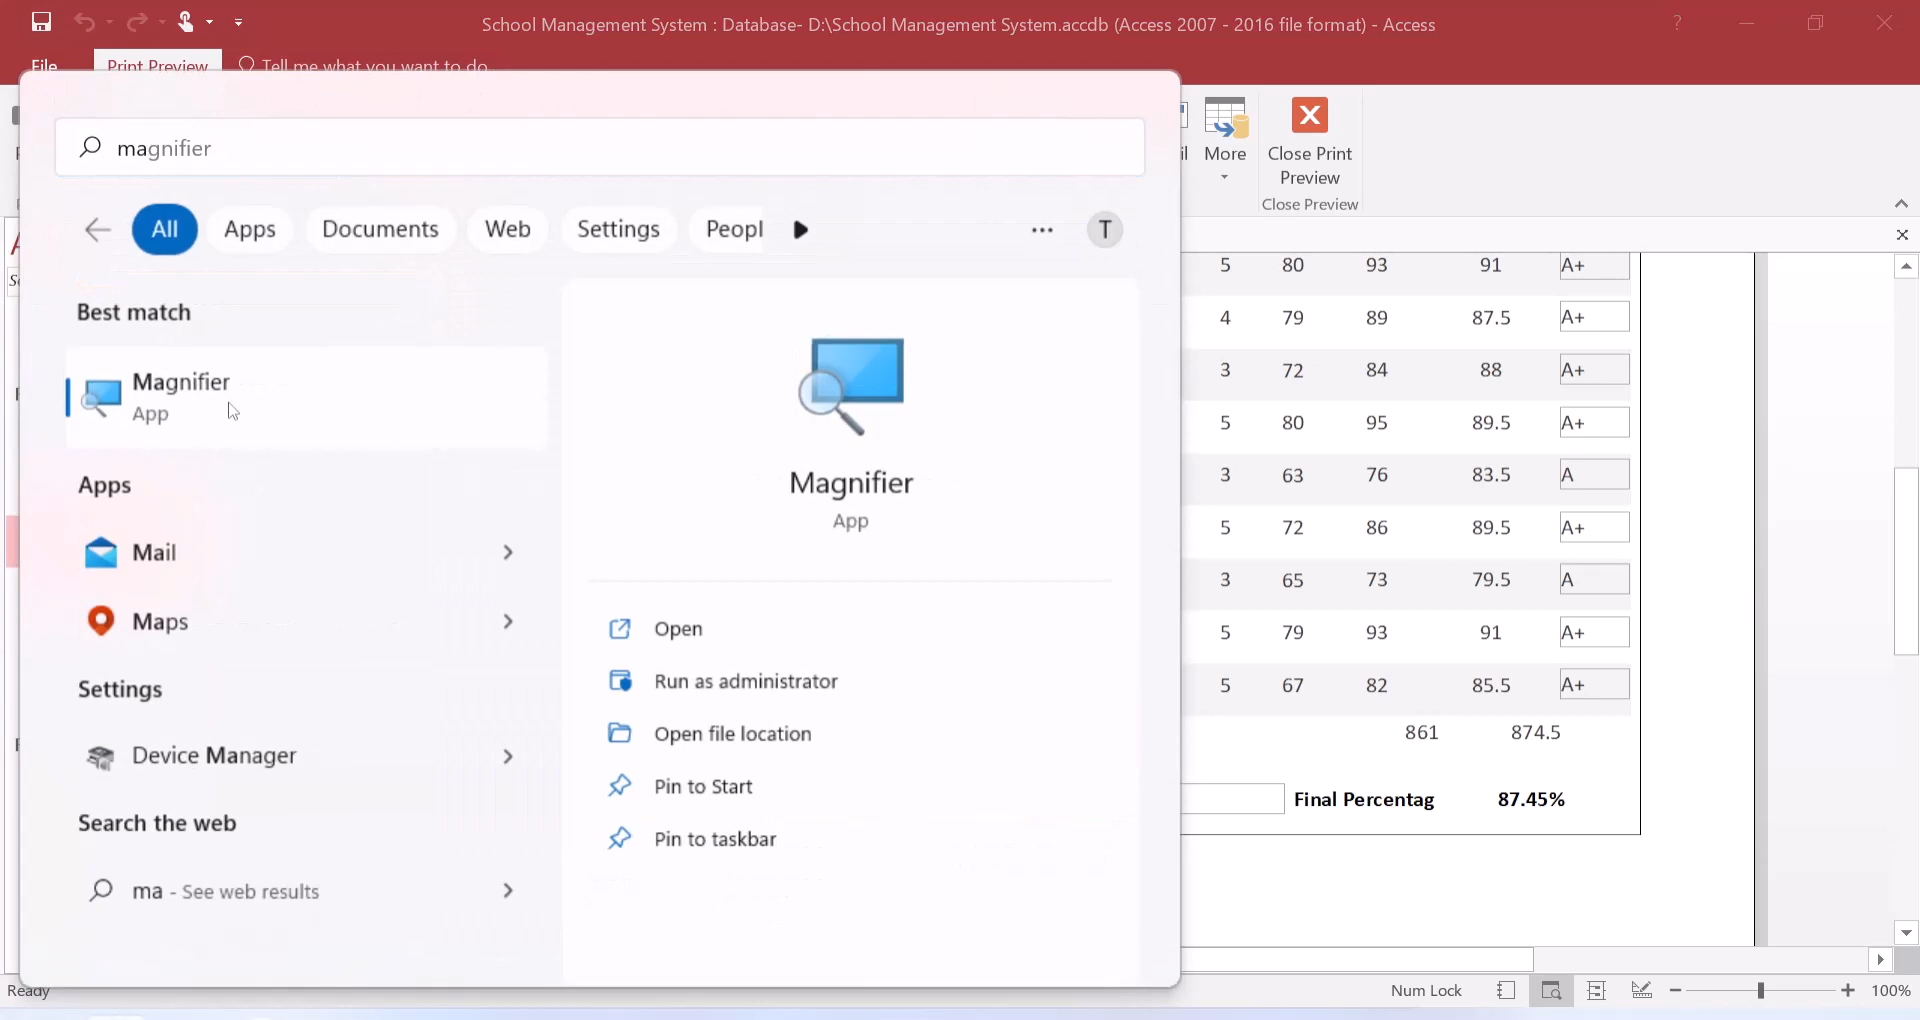 School Management System : Database- D:\School Management System.accdb (Access 2007 - 2016 file format) - Access
?
File Print Preview Tell me what you want to do
magnifier
All Apps Documents Web Settings Peopl T
Best match
Magnifier
App
Apps
Mail
Maps
Settings
Device Manager
Search the web
ma - See web results
Magnifier
App
Open
Run as administrator
Open file location
Pin to Start
Pin to taskbar
More
Close Print
Preview
Close Preview
5 80 93 91 A+
4 79 89 87.5 A+
3 72 84 88 A+
5 80 95 89.5 A+
3 63 76 83.5 A
5 72 86 89.5 A+
3 65 73 79.5 A
5 79 93 91 A+
5 67 82 85.5 A+
861 874.5
Final Percentag 87.45%
Ready Num Lock 100%